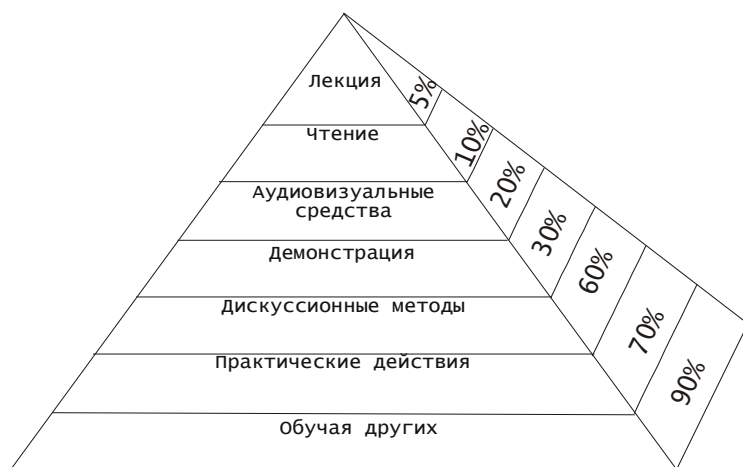 Лекция
5%
Чтение
10%
Аудиовизуальные
средства
20%
Демонстрация
30%
Дискуссионные методы
60%
Практические действия
70%
Обучая других
90%